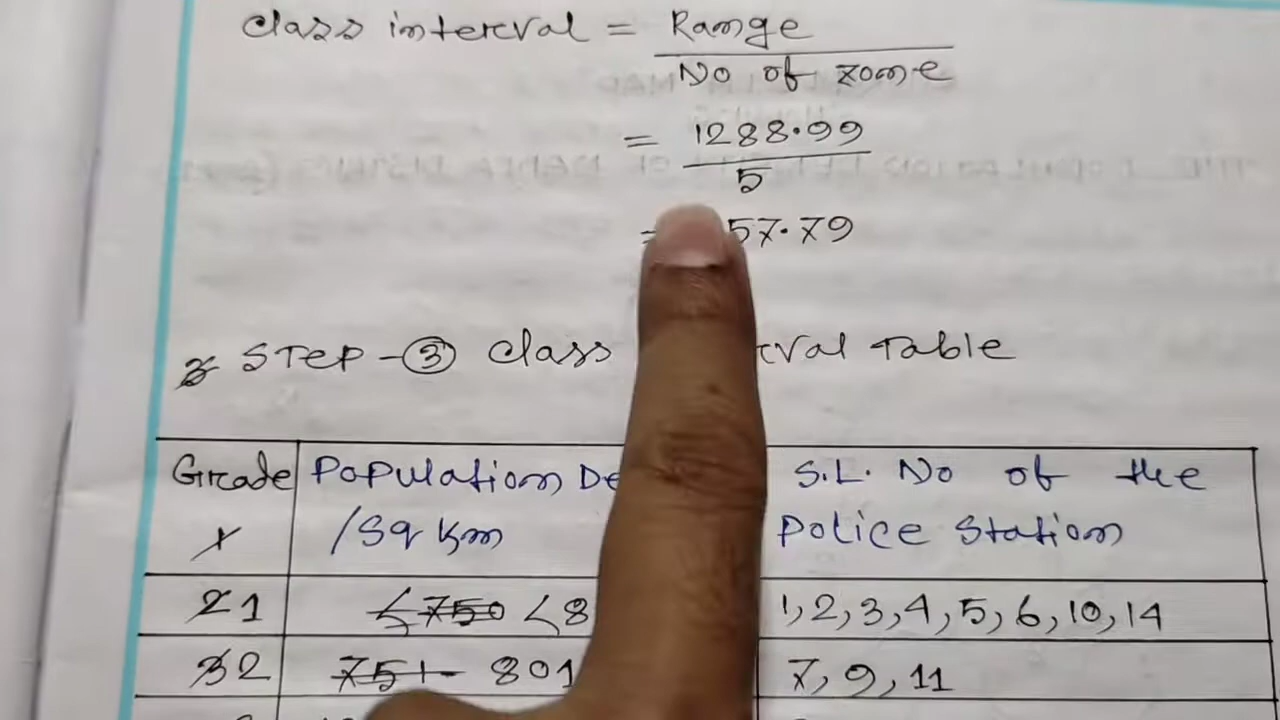 class interval = Range
No of zone
= 1288.99
5
= 57.79
STEP - 3 class rval Table
Grade Population De S.L. No of the
/Sq km Police Station
1 <750 <8 1, 2, 3, 4, 5, 6, 10, 14
2 751- 801 7, 9, 11